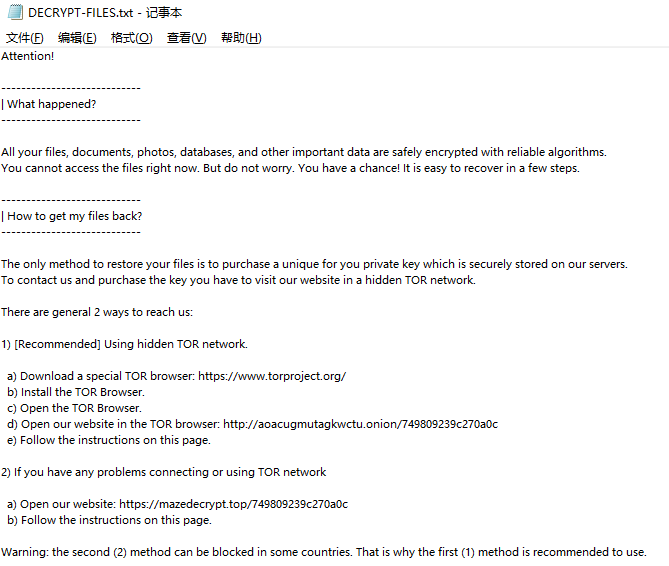 DECRYPT-FILES.txt - 记事本
文件(F) 编辑(E) 格式(O) 查看(V) 帮助(H)
Attention!
----------------------------
| What happened?
----------------------------
All your files, documents, photos, databases, and other important data are safely encrypted with reliable algorithms.
You cannot access the files right now. But do not worry. You have a chance! It is easy to recover in a few steps.
----------------------------
| How to get my files back?
----------------------------
The only method to restore your files is to purchase a unique for you private key which is securely stored on our servers.
To contact us and purchase the key you have to visit our website in a hidden TOR network.
There are general 2 ways to reach us:
1) [Recommended] Using hidden TOR network.
a) Download a special TOR browser: https://www.torproject.org/
b) Install the TOR Browser.
c) Open the TOR Browser.
d) Open our website in the TOR browser: http://aoacugmutagkwctu.onion/749809239c270a0c
e) Follow the instructions on this page.
2) If you have any problems connecting or using TOR network
a) Open our website: https://mazedecrypt.top/749809239c270a0c
b) Follow the instructions on this page.
Warning: the second (2) method can be blocked in some countries. That is why the first (1) method is recommended to use.